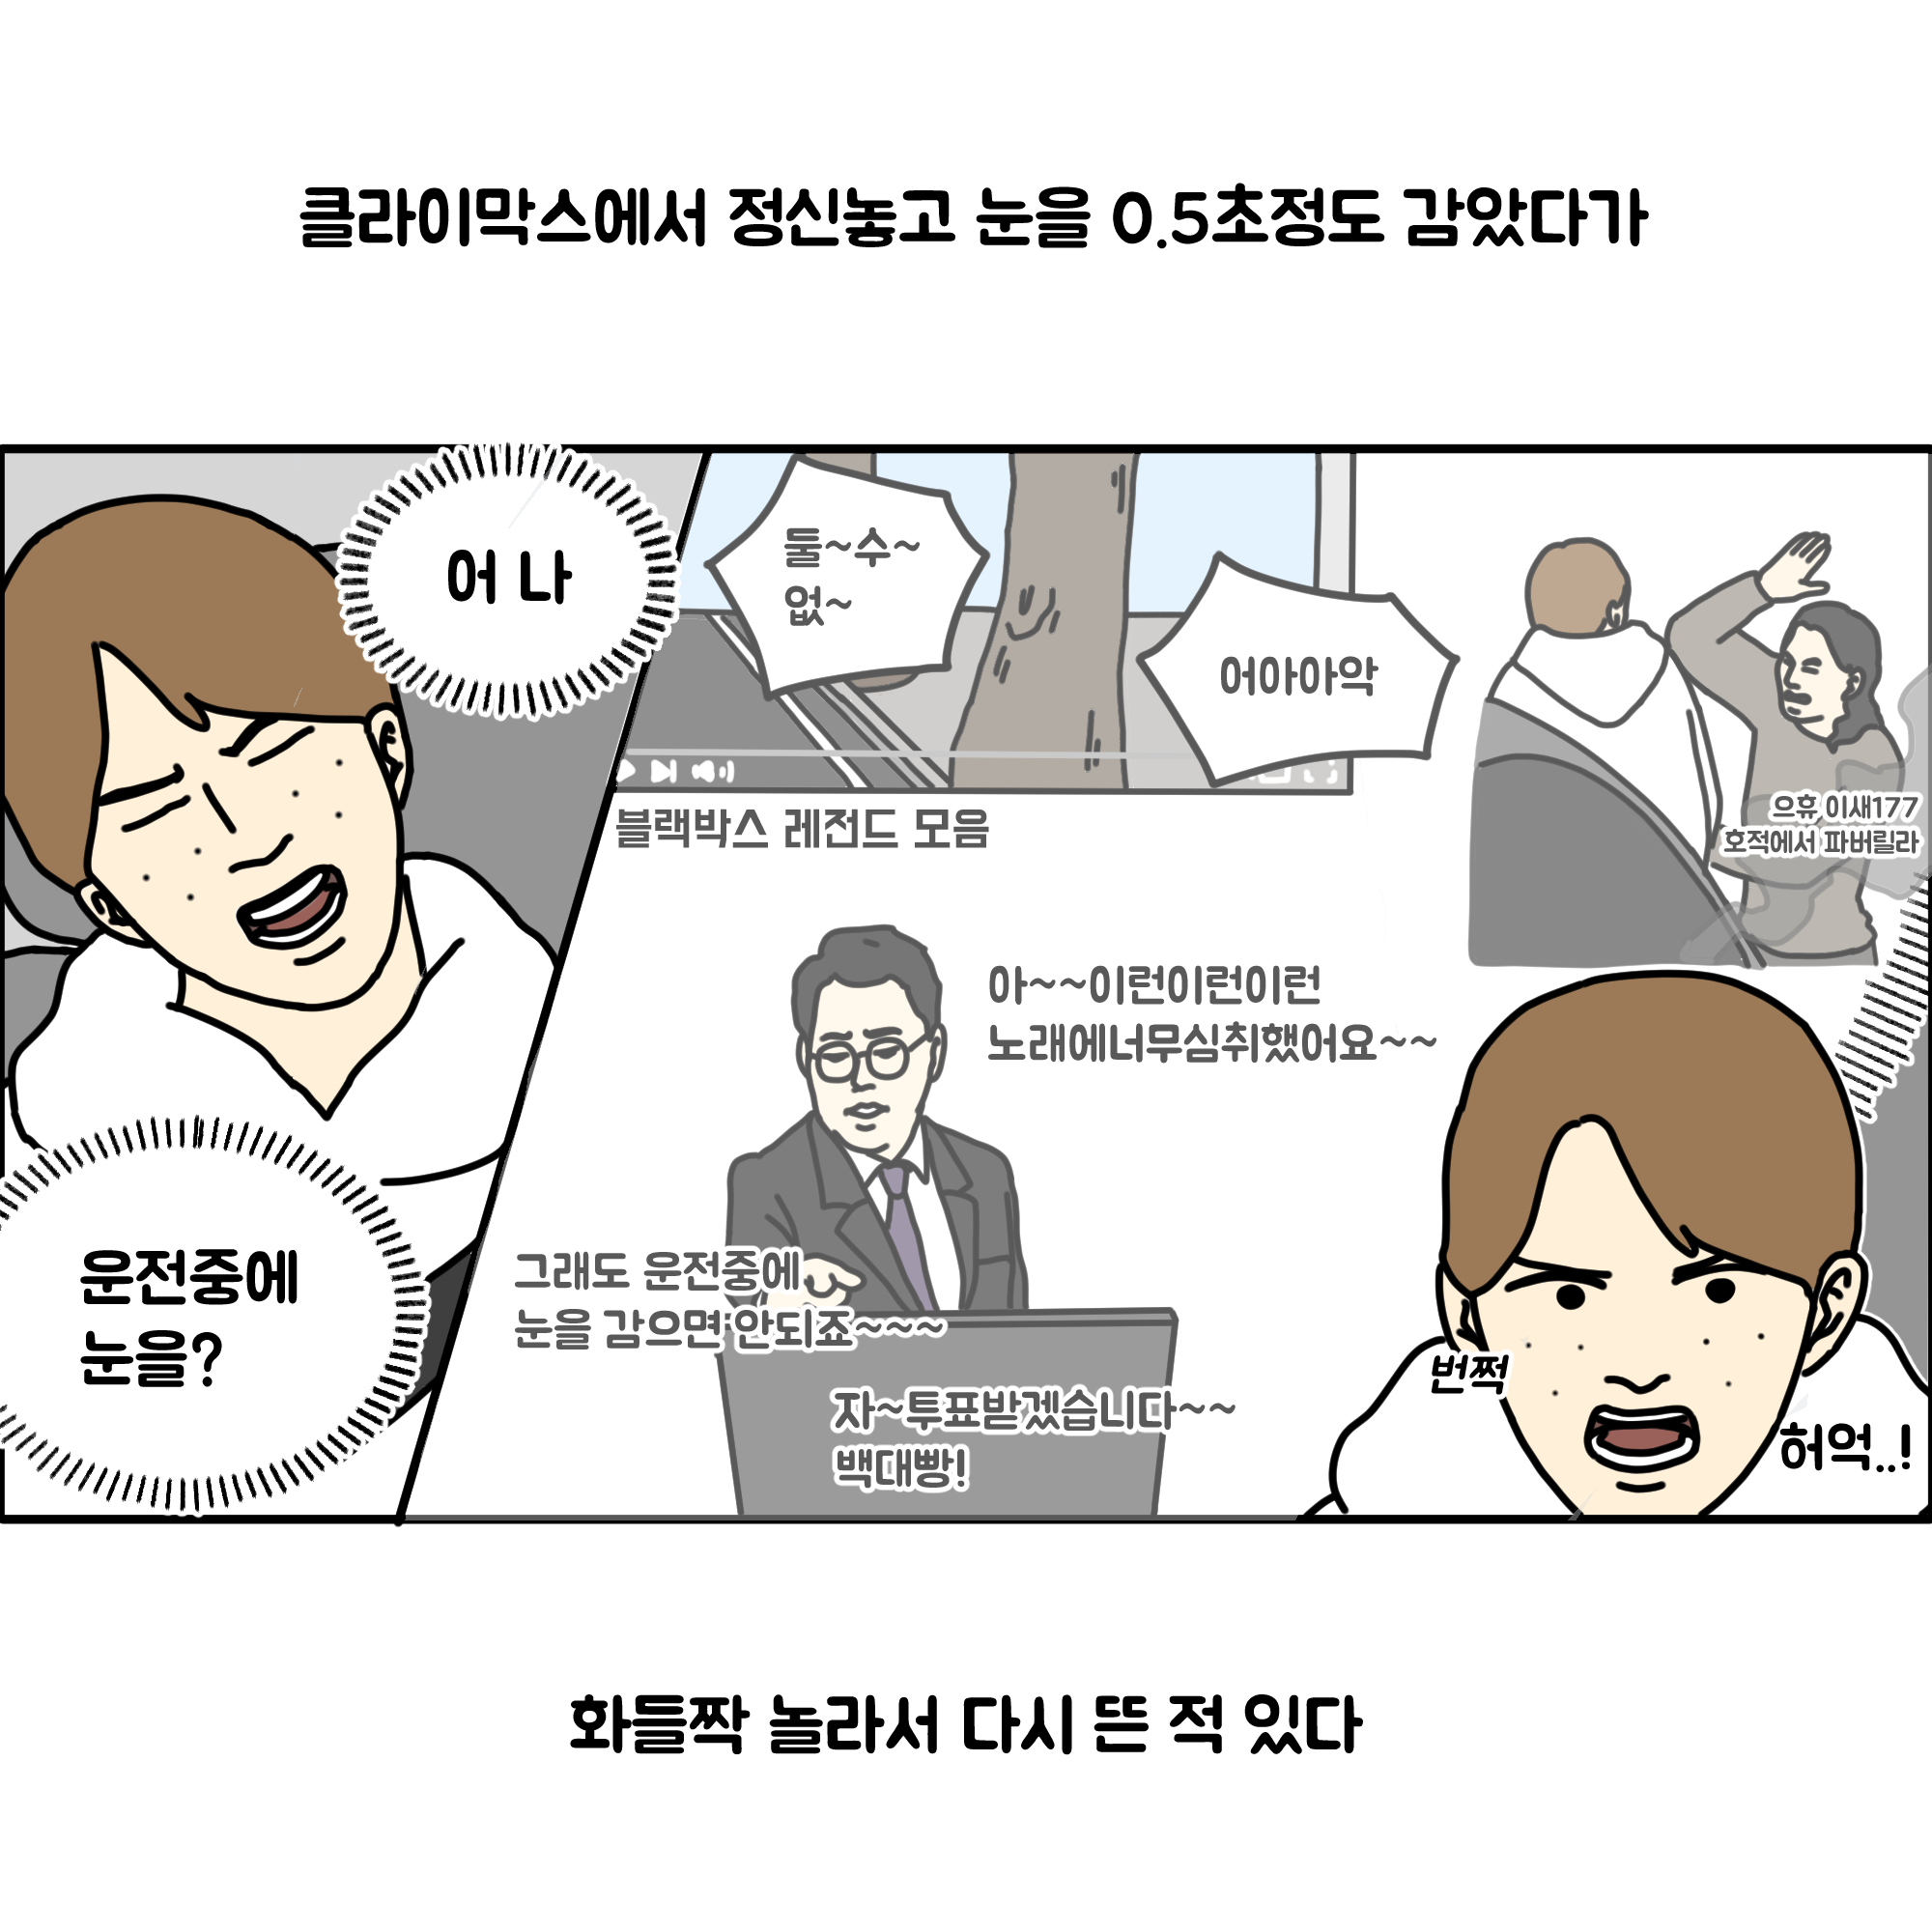 클라이막스에서 정신놓고 눈을 0.5초정도 감았다가
어 나
운전중에
눈을?
둘~수~
없~
어아아악
블랙박스 레전드 모음
으휴 이새177
호적에서 파버릴라
아~~이런이런이런
노래에너무심취했어요~~
그래도 운전중에
눈을 감으면 안되죠~~~
자~투표받겠습니다~~
백대빵!
번쩍
허억..!
화들짝 놀라서 다시 뜬 적 있다